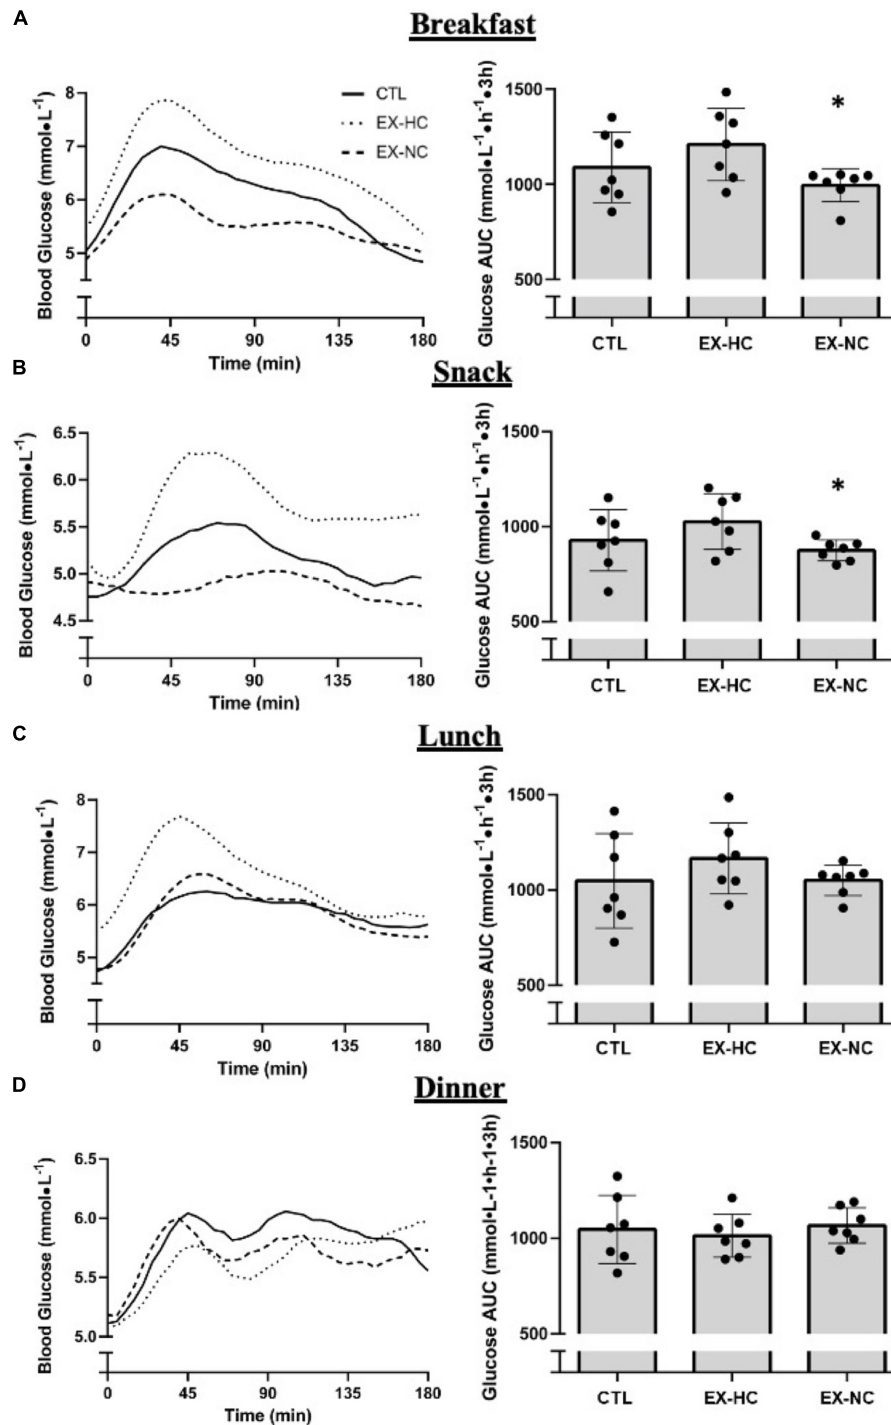 A
Breakfast
Blood Glucose (mmol●L⁻¹)
8
7
6
5
0
45
90
135
180
Time (min)
CTL
EX-HC
EX-NC
Glucose AUC (mmol●L⁻¹●h⁻¹●3h)
1500
1000
500
*
CTL
EX-HC
EX-NC
B
Snack
Blood Glucose (mmol●L⁻¹)
6.5
6.0
5.5
5.0
4.5
0
45
90
135
180
Time (min)
Glucose AUC (mmol●L⁻¹●h⁻¹●3h)
1500
1000
500
*
CTL
EX-HC
EX-NC
C
Lunch
Blood Glucose (mmol●L⁻¹)
8
7
6
5
0
45
90
135
180
Time (min)
Glucose AUC (mmol●L⁻¹●h⁻¹●3h)
1500
1000
500
CTL
EX-HC
EX-NC
D
Dinner
Blood Glucose (mmol●L⁻¹)
6.5
6.0
5.5
5.0
0
45
90
135
180
Time (min)
Glucose AUC (mmol•L-1•h-1•3h)
1500
1000
500
CTL
EX-HC
EX-NC